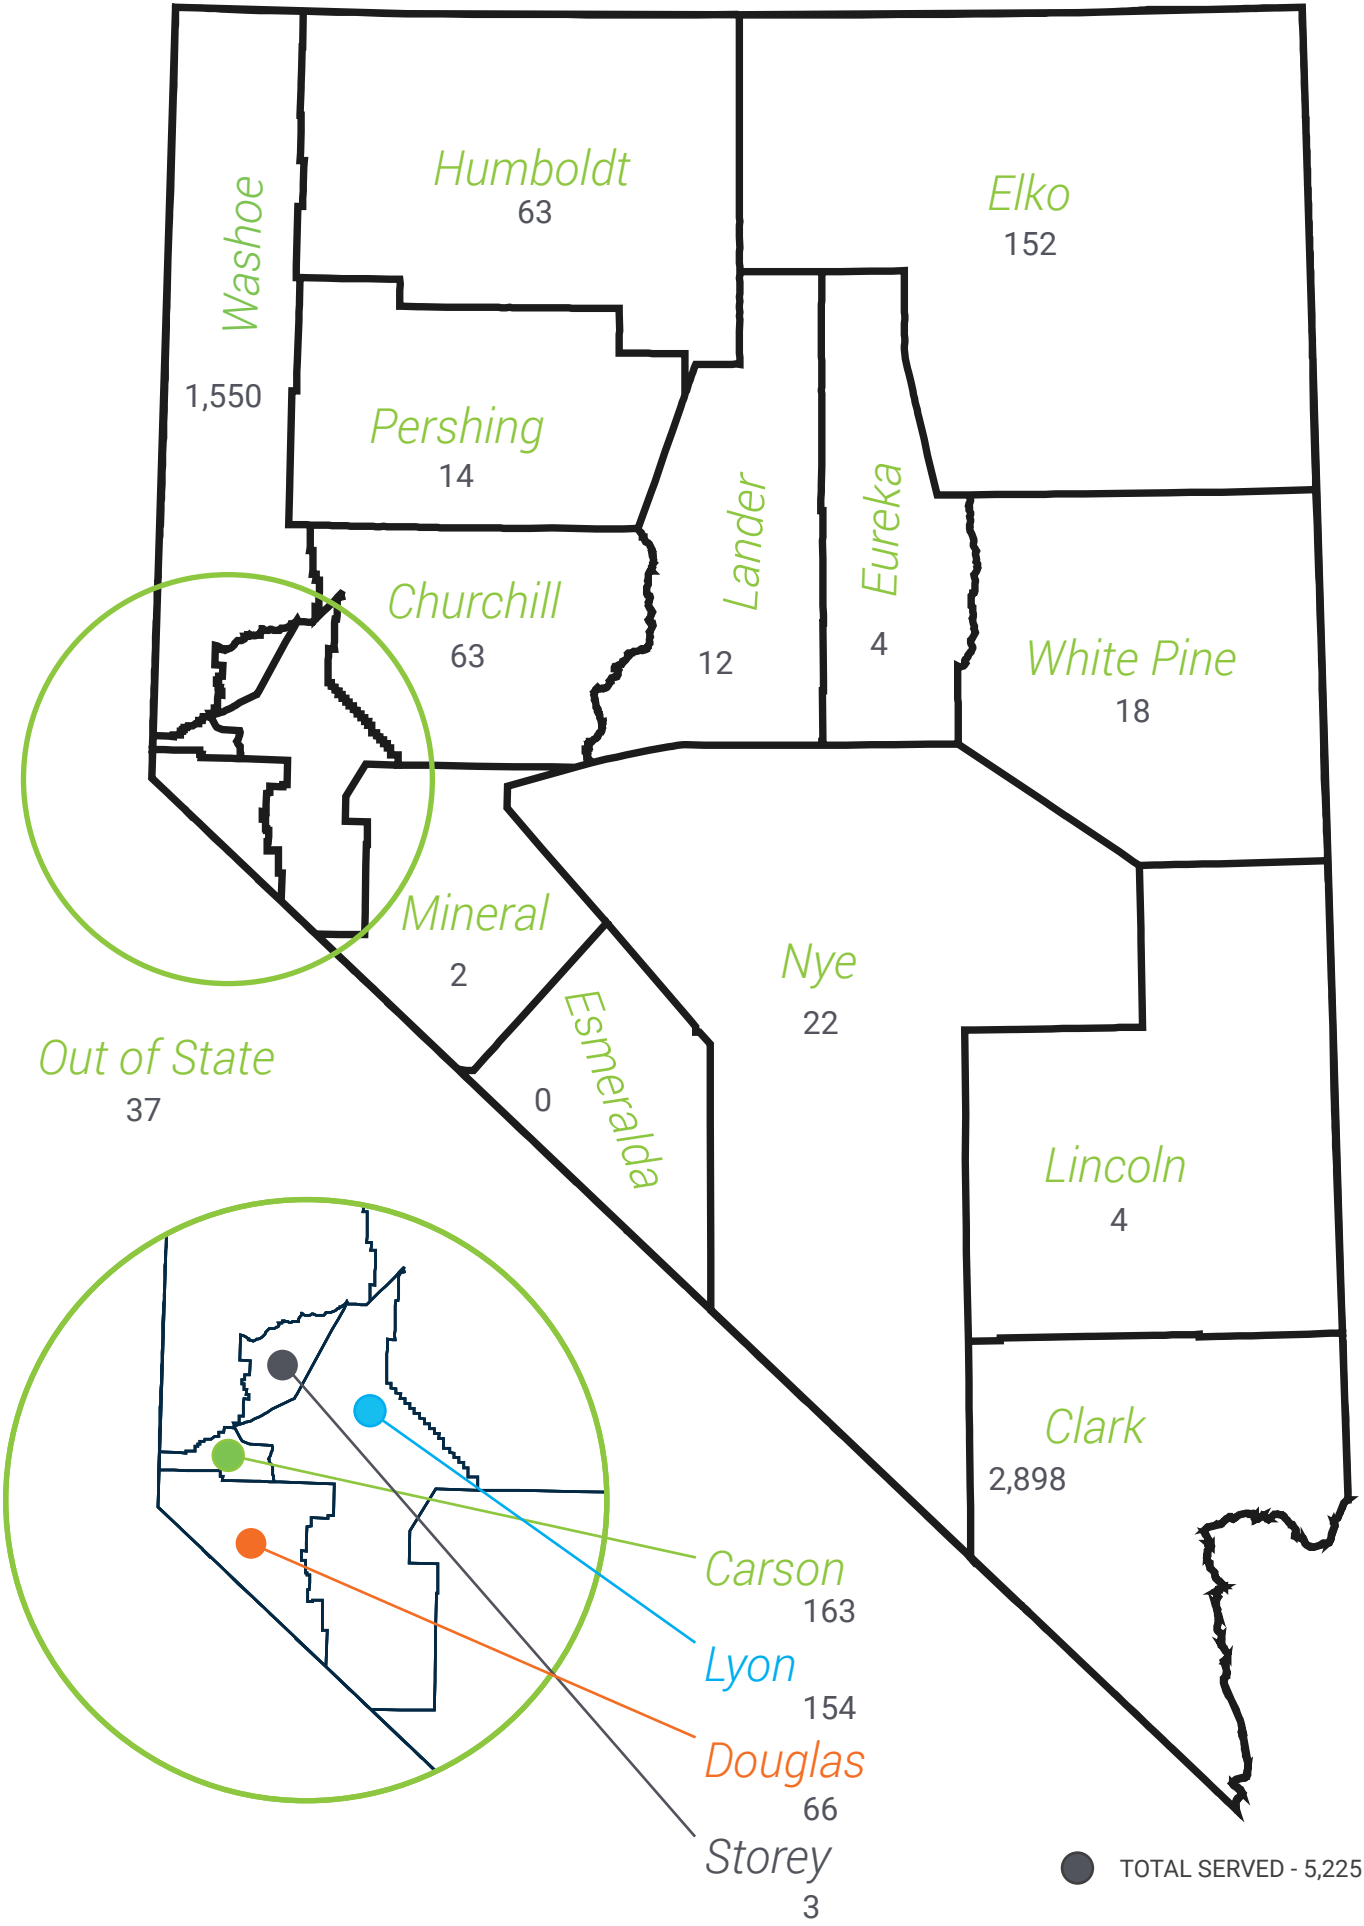 Humboldt
63
Elko
152
Washoe
1,550
Pershing
14
Lander
12
Eureka
4
Churchill
63
White Pine
18
Mineral
2
Nye
22
Esmeralda
0
Out of State
37
Lincoln
4
Clark
2,898
Carson
163
Lyon
154
Douglas
66
Storey
3
TOTAL SERVED - 5,225